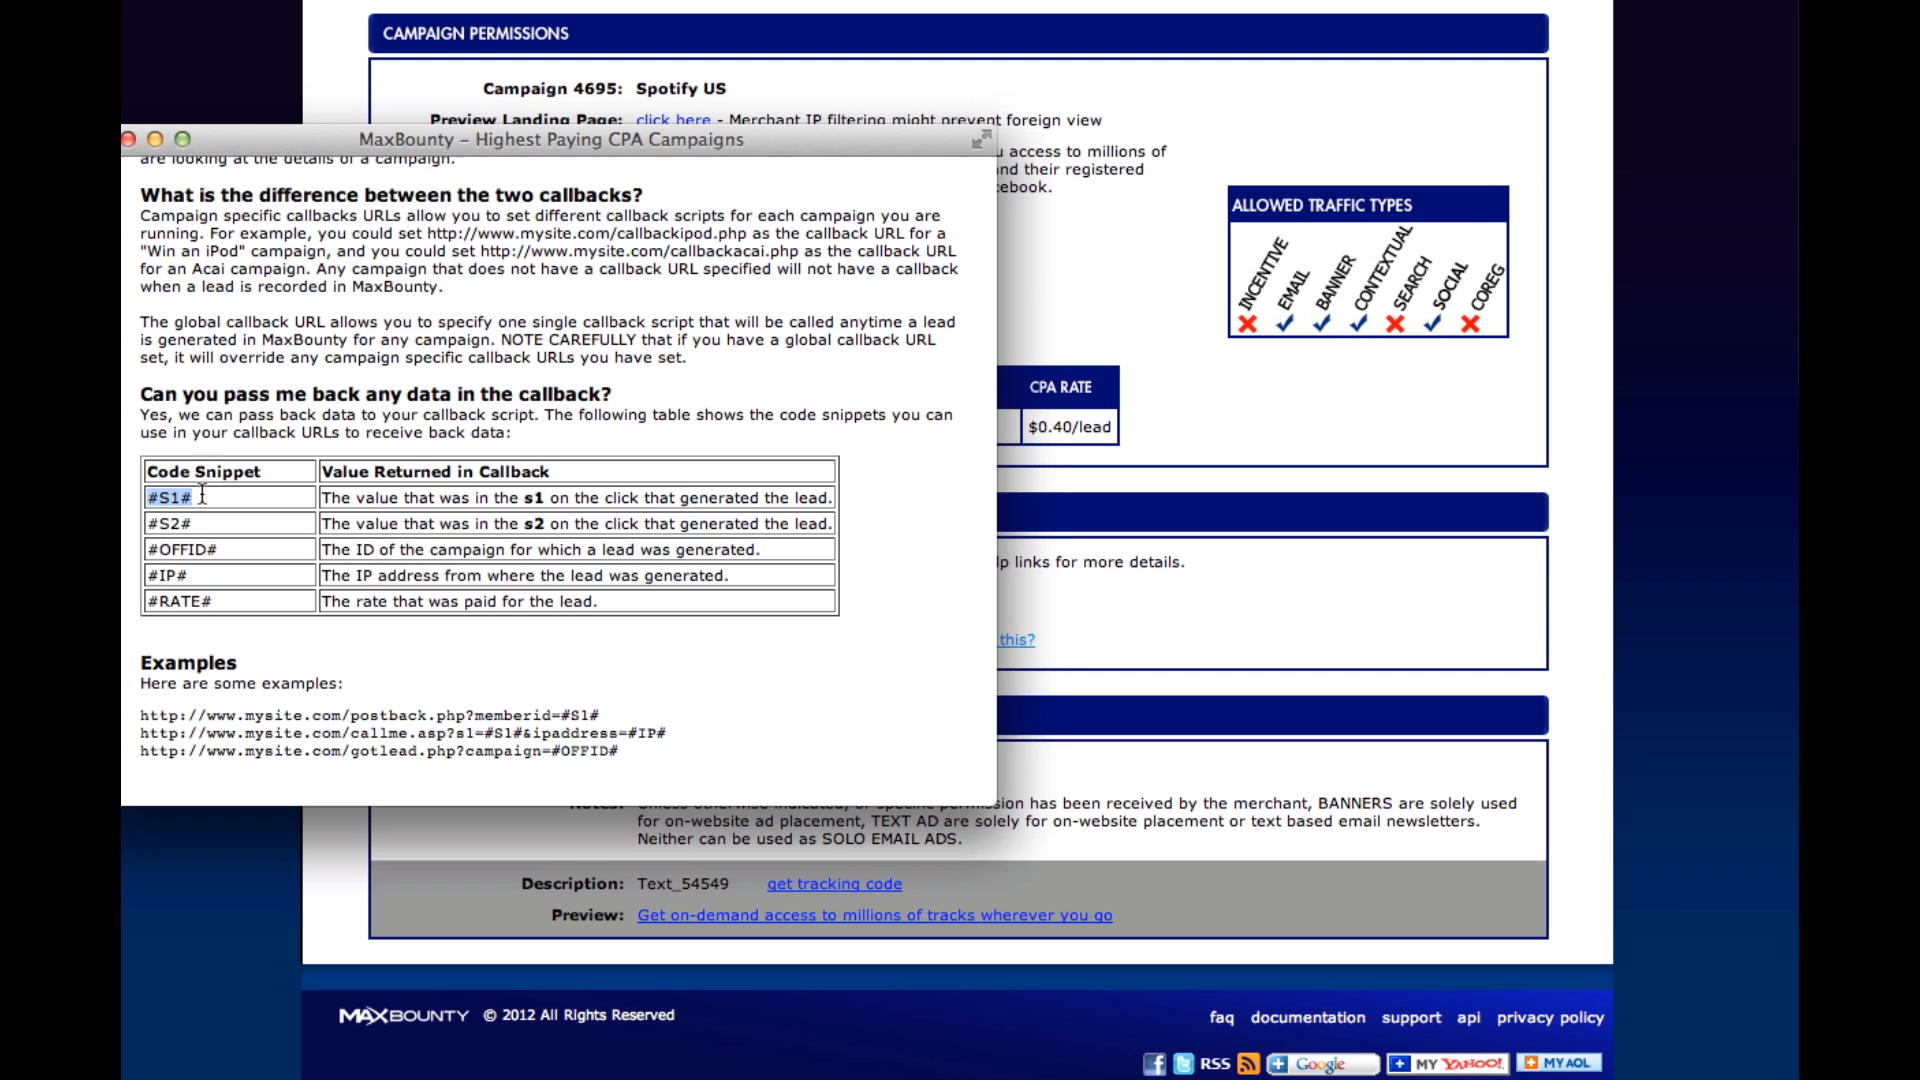 CAMPAIGN PERMISSIONS
Campaign 4695: Spotify US
Preview Landing Page: click here - Merchant IP filtering might prevent foreign view
MaxBounty – Highest Paying CPA Campaigns
are looking at the details of a campaign.
u access to millions of
nd their registered
cebook.
What is the difference between the two callbacks?
Campaign specific callbacks URLs allow you to set different callback scripts for each campaign you are
running. For example, you could set http://www.mysite.com/callbackipod.php as the callback URL for a
"Win an iPod" campaign, and you could set http://www.mysite.com/callbackacai.php as the callback URL
for an Acai campaign. Any campaign that does not have a callback URL specified will not have a callback
when a lead is recorded in MaxBounty.
The global callback URL allows you to specify one single callback script that will be called anytime a lead
is generated in MaxBounty for any campaign. NOTE CAREFULLY that if you have a global callback URL
set, it will override any campaign specific callback URLs you have set.
Can you pass me back any data in the callback?
Yes, we can pass back data to your callback script. The following table shows the code snippets you can
use in your callback URLs to receive back data:
Code Snippet Value Returned in Callback
#S1# The value that was in the s1 on the click that generated the lead.
#S2# The value that was in the s2 on the click that generated the lead.
#OFFID# The ID of the campaign for which a lead was generated.
#IP# The IP address from where the lead was generated.
#RATE# The rate that was paid for the lead.
Examples
Here are some examples:
http://www.mysite.com/postback.php?memberid=#S1#
http://www.mysite.com/callme.asp?s1=#S1#&ipaddress=#IP#
http://www.mysite.com/gotlead.php?campaign=#OFFID#
ALLOWED TRAFFIC TYPES
INCENTIVE EMAIL BANNER CONTEXTUAL SEARCH SOCIAL COREG
CPA RATE
$0.40/lead
lp links for more details.
this?
Notes: Unless otherwise indicated, or specific permission has been received by the merchant, BANNERS are solely used
for on-website ad placement, TEXT AD are solely for on-website placement or text based email newsletters.
Neither can be used as SOLO EMAIL ADS.
Description: Text_54549 get tracking code
Preview: Get on-demand access to millions of tracks wherever you go
MAXBOUNTY © 2012 All Rights Reserved
faq documentation support api privacy policy
RSS Google MY YAHOO! MY AOL